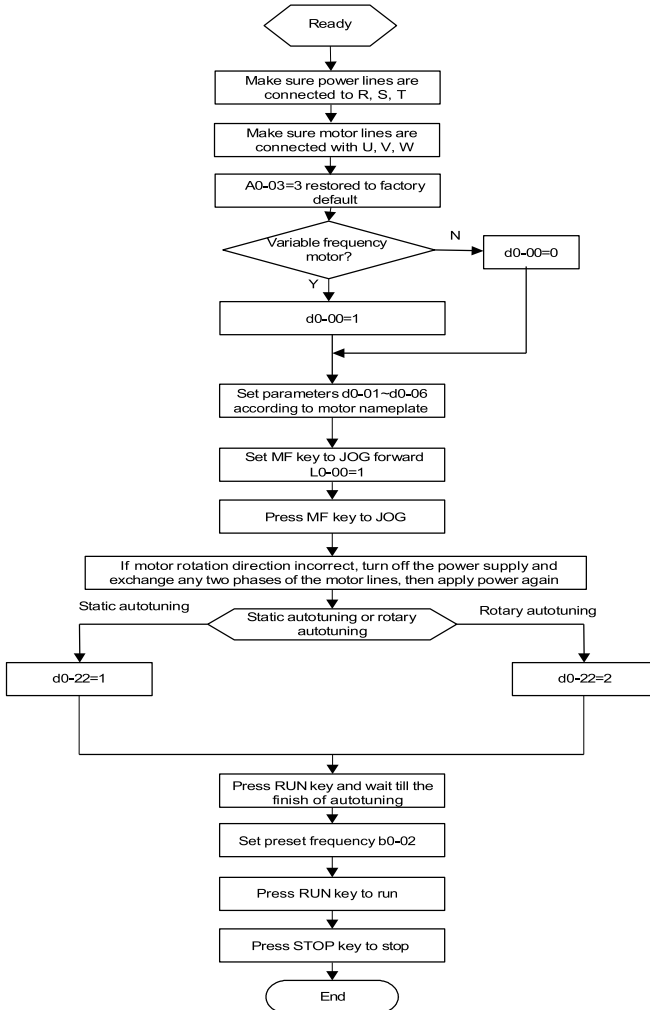 Ready
Make sure power lines are
connected to R, S, T
Make sure motor lines are
connected with U, V, W
A0-03=3 restored to factory
default
Variable frequency
motor?
N
d0-00=0
Y
d0-00=1
Set parameters d0-01~d0-06
according to motor nameplate
Set MF key to JOG forward
L0-00=1
Press MF key to JOG
If motor rotation direction incorrect, turn off the power supply and
exchange any two phases of the motor lines, then apply power again
Static autotuning
Static autotuning or rotary
autotuning
Rotary autotuning
d0-22=1
d0-22=2
Press RUN key and wait till the
finish of autotuning
Set preset frequency b0-02
Press RUN key to run
Press STOP key to stop
End